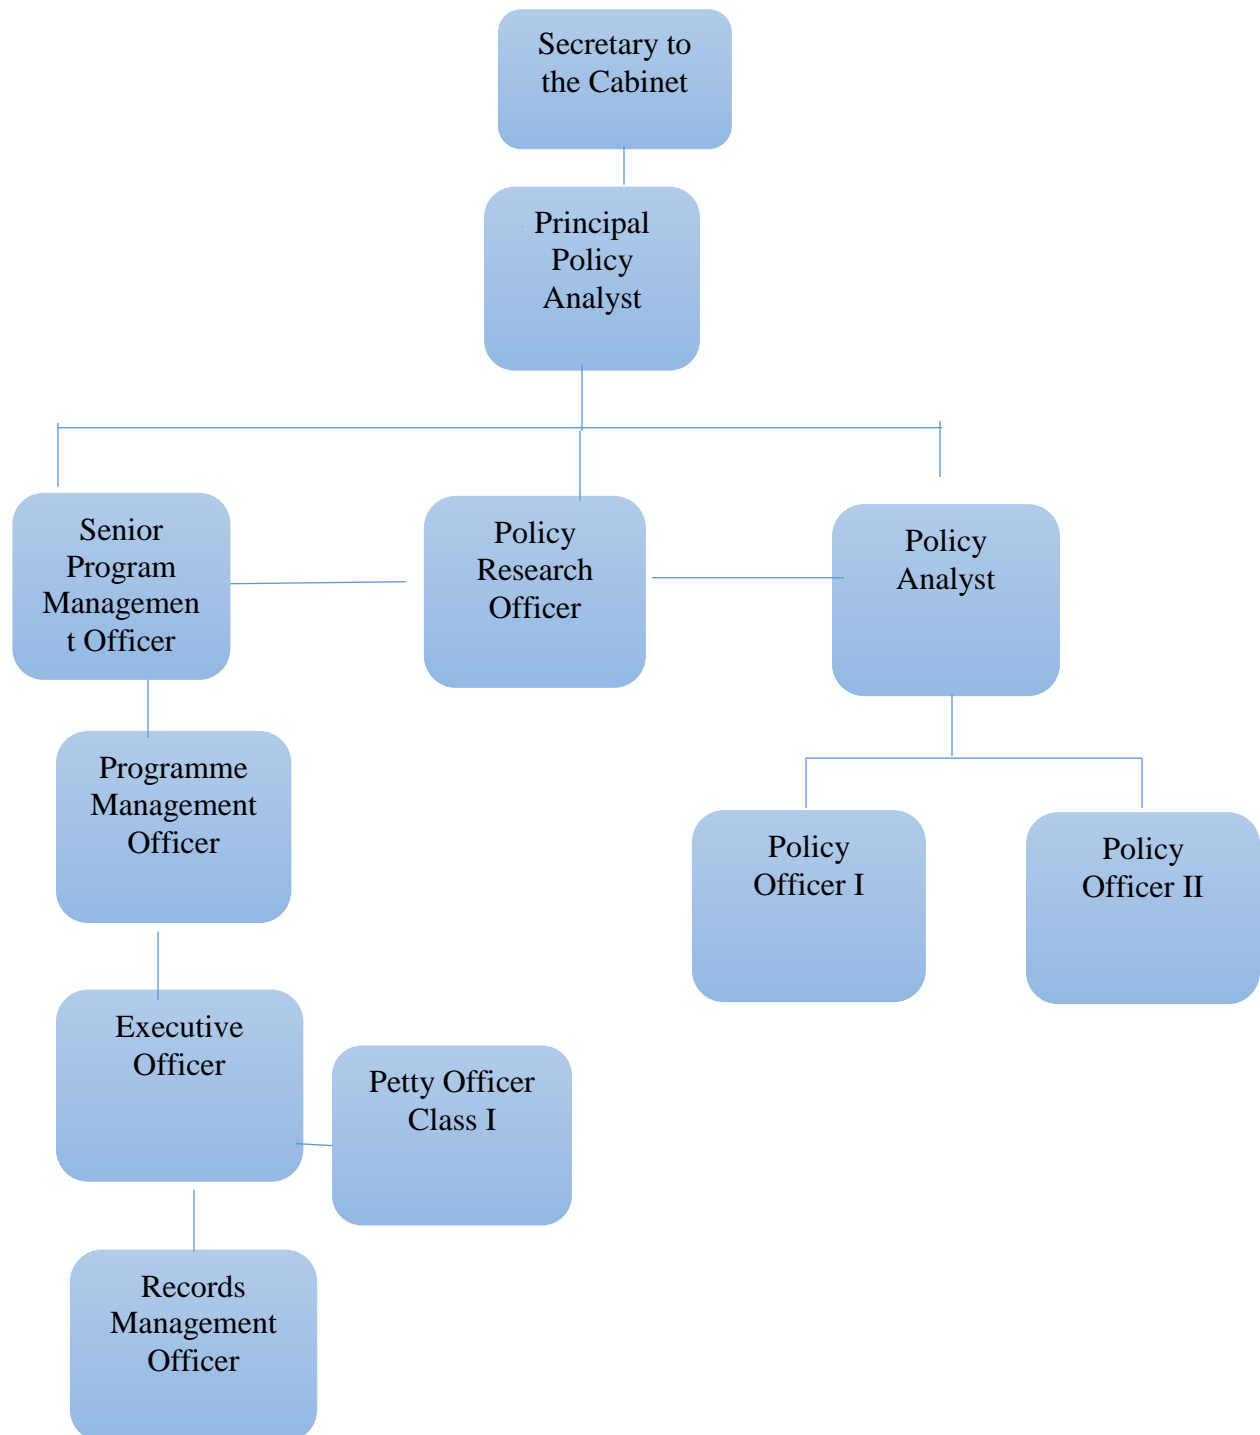 Secretary to
the Cabinet
Principal
Policy
Analyst
Senior
Program
Managemen
t Officer
Policy
Research
Officer
Policy
Analyst
Programme
Management
Officer
Policy
Officer I
Policy
Officer II
Executive
Officer
Petty Officer
Class I
Records
Management
Officer